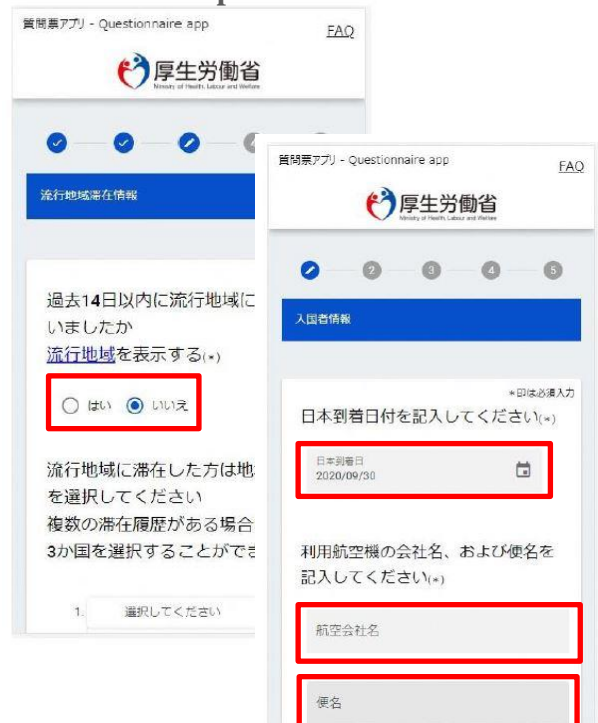 質問票アプリ - Questionnaire app
FAQ
厚生労働省
Ministry of Health, Labour and Welfare
流行地域滞在情報
過去14日以内に流行地域に
いましたか
流行地域を表示する(*)
はい いいえ
流行地域に滞在した方は地
を選択してください
複数の滞在履歴がある場合
3か国を選択することができ
1. 選択してください
質問票アプリ - Questionnaire app
FAQ
厚生労働省
Ministry of Health, Labour and Welfare
2 3 4 5
入国者情報
*印は必須入力
日本到着日付を記入してください(*)
日本到着日
2020/09/30
利用航空機の会社名、および便名を
記入してください(*)
航空会社名
便名